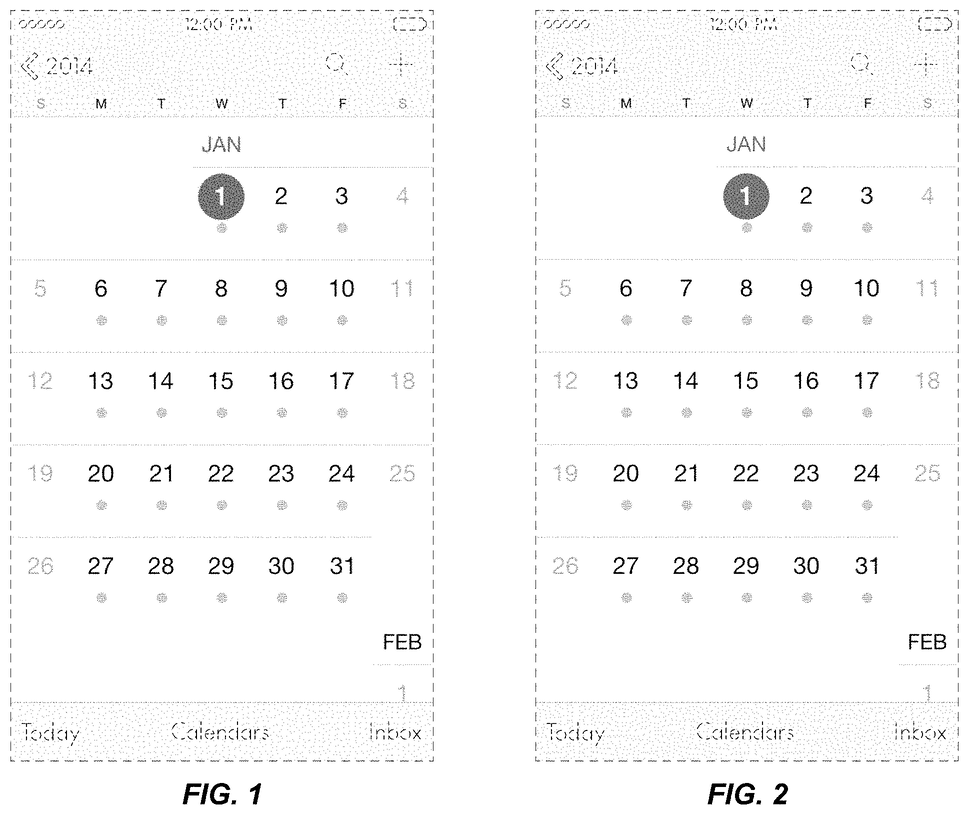 12:00 PM
2014
S M T W T F S
JAN
1 2 3 4
5 6 7 8 9 10 11
12 13 14 15 16 17 18
19 20 21 22 23 24 25
26 27 28 29 30 31
FEB
1
Today Calendars Inbox
FIG. 1
12:00 PM
2014
S M T W T F S
JAN
1 2 3 4
5 6 7 8 9 10 11
12 13 14 15 16 17 18
19 20 21 22 23 24 25
26 27 28 29 30 31
FEB
1
Today Calendars Inbox
FIG. 2